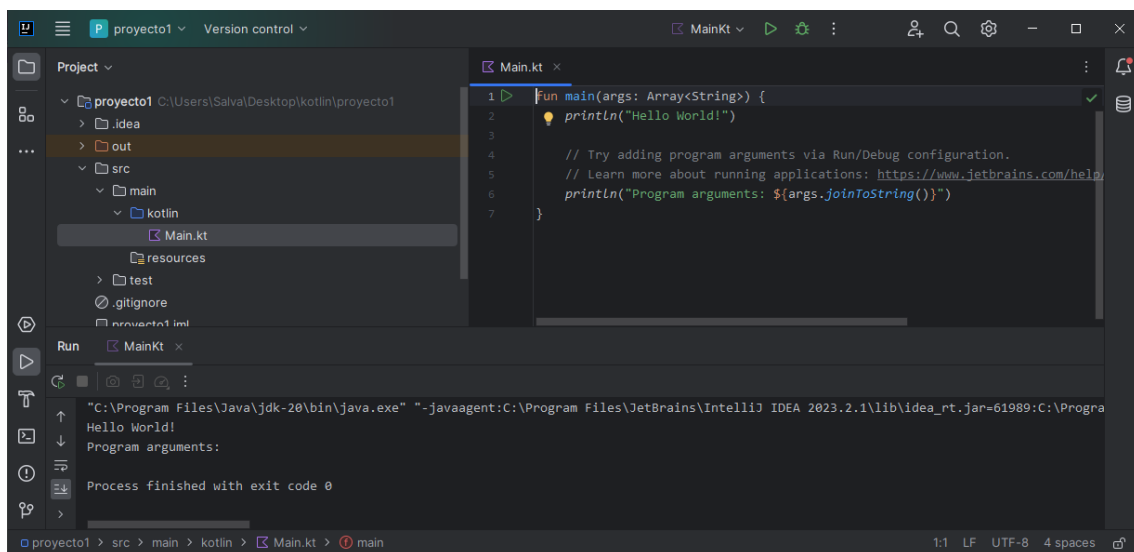 P proyecto1 Version control MainKt
Project
Main.kt
proyecto1 C:\Users\Salva\Desktop\kotlin\proyecto1
.idea
out
src
main
kotlin
Main.kt
resources
test
.gitignore
proyecto1.iml
1 fun main(args: Array<String>) {
2 println("Hello World!")
3
4 // Try adding program arguments via Run/Debug configuration.
5 // Learn more about running applications: https://www.jetbrains.com/help/
6 println("Program arguments: ${args.joinToString()}")
7 }
Run MainKt
"C:\Program Files\Java\jdk-20\bin\java.exe" "-javaagent:C:\Program Files\JetBrains\IntelliJ IDEA 2023.2.1\lib\idea_rt.jar=61989:C:\Progra
Hello World!
Program arguments:
Process finished with exit code 0
proyecto1 > src > main > kotlin > Main.kt > main 1:1 LF UTF-8 4 spaces